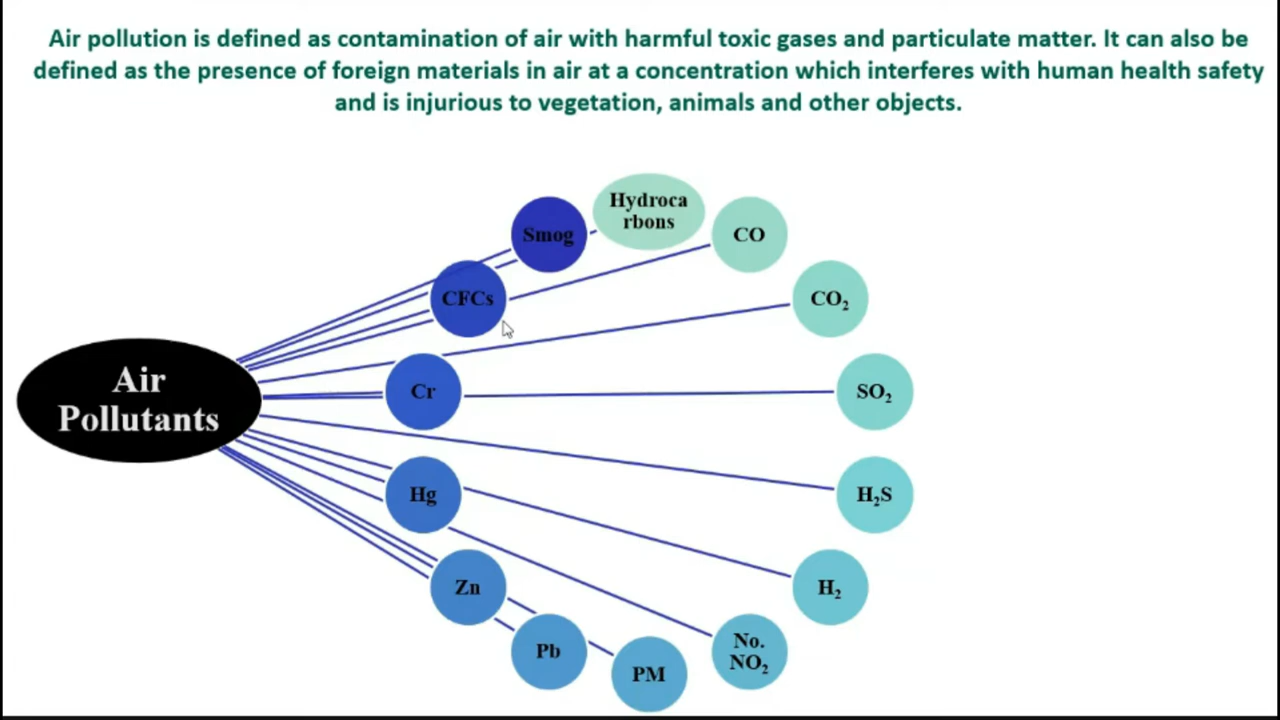 Air pollution is defined as contamination of air with harmful toxic gases and particulate matter. It can also be
defined as the presence of foreign materials in air at a concentration which interferes with human health safety
and is injurious to vegetation, animals and other objects.
Hydroca
rbons
Smog
CO
CFCs
CO₂
Air
Pollutants
Cr
SO₂
Hg
H₂S
Zn
H₂
Pb
No.
NO₂
PM